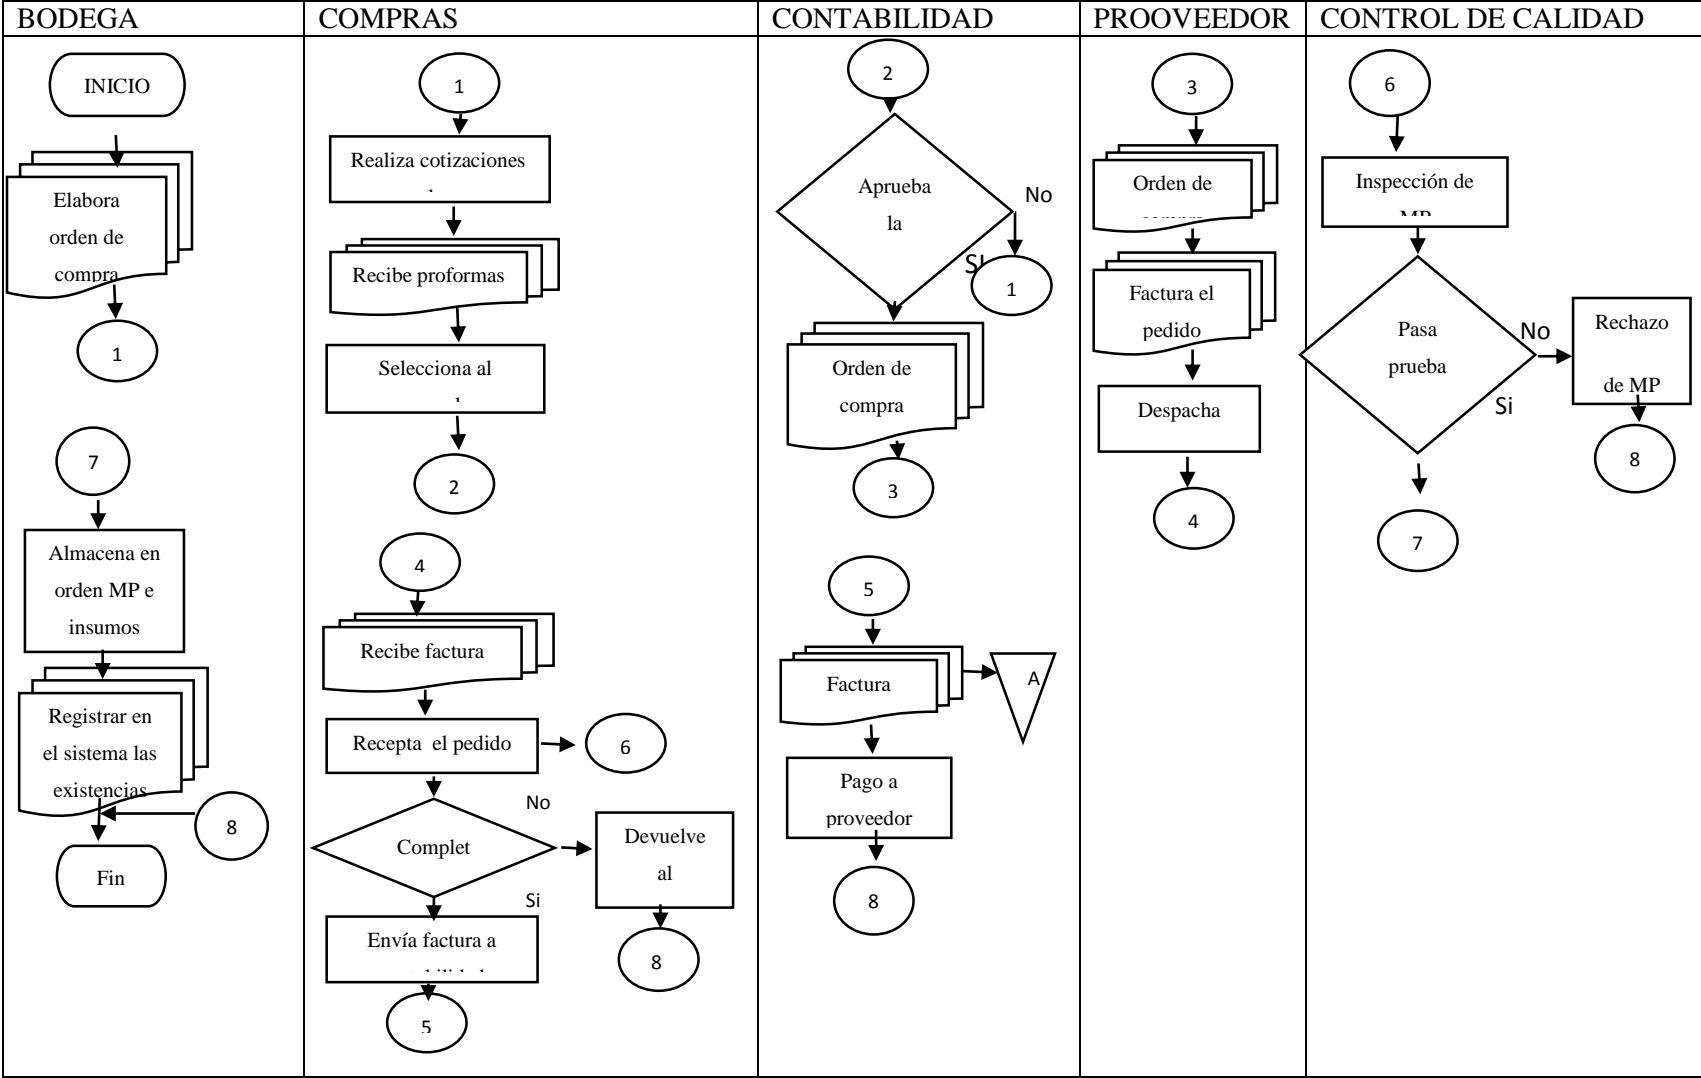 BODEGA
COMPRAS
CONTABILIDAD
PROOVEEDOR
CONTROL DE CALIDAD
INICIO
Elabora
orden de
compra
1
7
Almacena en
orden MP e
insumos
Registrar en
el sistema las
existencias
8
Fin
1
Realiza cotizaciones
Recibe proformas
Selecciona al
2
4
Recibe factura
Recepta el pedido
6
No
Complet
Devuelve
al
Si
Envía factura a
8
5
2
Aprueba
la
No
SI
1
Orden de
compra
3
5
Factura
A
Pago a
proveedor
8
3
Orden de
Factura el
pedido
Despacha
4
6
Inspección de
MP
Pasa
prueba
No
Rechazo
de MP
Si
8
7